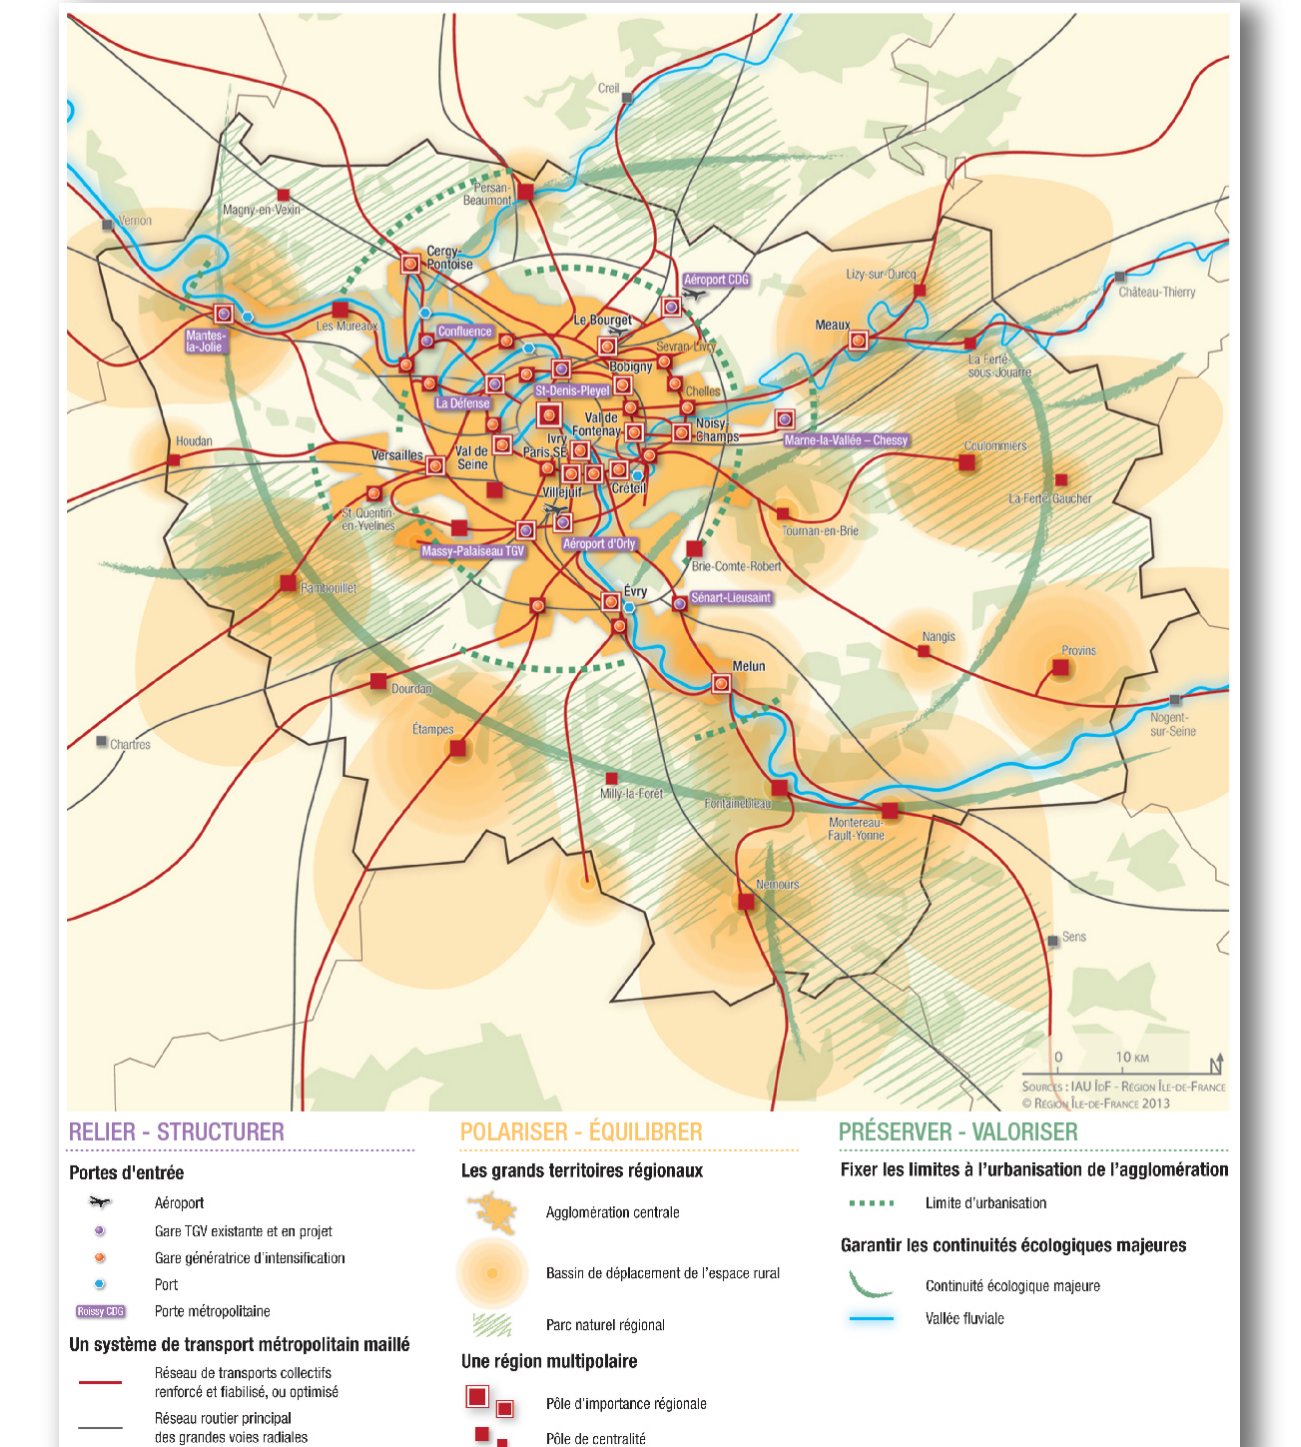 Creil
Persan-
Beaumont
Magny-en-Vexin
Vernon
Cergy-
Pontoise
Aéroport CDG
Lizy-sur-Ourcq
Château-Thierry
Les Mureaux
Confluence
Le Bourget
Meaux
Mantes-
la-Jolie
Sevran-Livry
Bobigny
La Ferté-
sous-Jouarre
St-Denis-Pleyel
Chelles
La Défense
Val de
Fontenay
Noisy-
Champs
Marne-la-Vallée – Chessy
Houdan
Ivry
Paris SE
Val de
Seine
Versailles
Coulommiers
Villejuif
Créteil
La Ferté-Gaucher
St-Quentin
en-Yvelines
Tournan-en-Brie
Aéroport d'Orly
Massy-Palaiseau TGV
Brie-Comte-Robert
Rambouillet
Évry
Sénart-Lieusaint
Nangis
Provins
Melun
Dourdan
Étampes
Nogent-
sur-Seine
Chartres
Milly-la-Forêt
Fontainebleau
Montereau-
Fault-Yonne
Nemours
Sens
0 10 KM
N
SOURCES : IAU ÎDF - RÉGION ÎLE-DE-FRANCE
© RÉGION ÎLE-DE-FRANCE 2013
RELIER - STRUCTURER
Portes d'entrée
Aéroport
Gare TGV existante et en projet
Gare génératrice d'intensification
Port
Roissy CDG
Porte métropolitaine
Un système de transport métropolitain maillé
Réseau de transports collectifs
renforcé et fiabilisé, ou optimisé
Réseau routier principal
des grandes voies radiales
POLARISER - ÉQUILIBRER
Les grands territoires régionaux
Agglomération centrale
Bassin de déplacement de l'espace rural
Parc naturel régional
Une région multipolaire
Pôle d'importance régionale
Pôle de centralité
PRÉSERVER - VALORISER
Fixer les limites à l'urbanisation de l'agglomération
Limite d'urbanisation
Garantir les continuités écologiques majeures
Continuité écologique majeure
Vallée fluviale